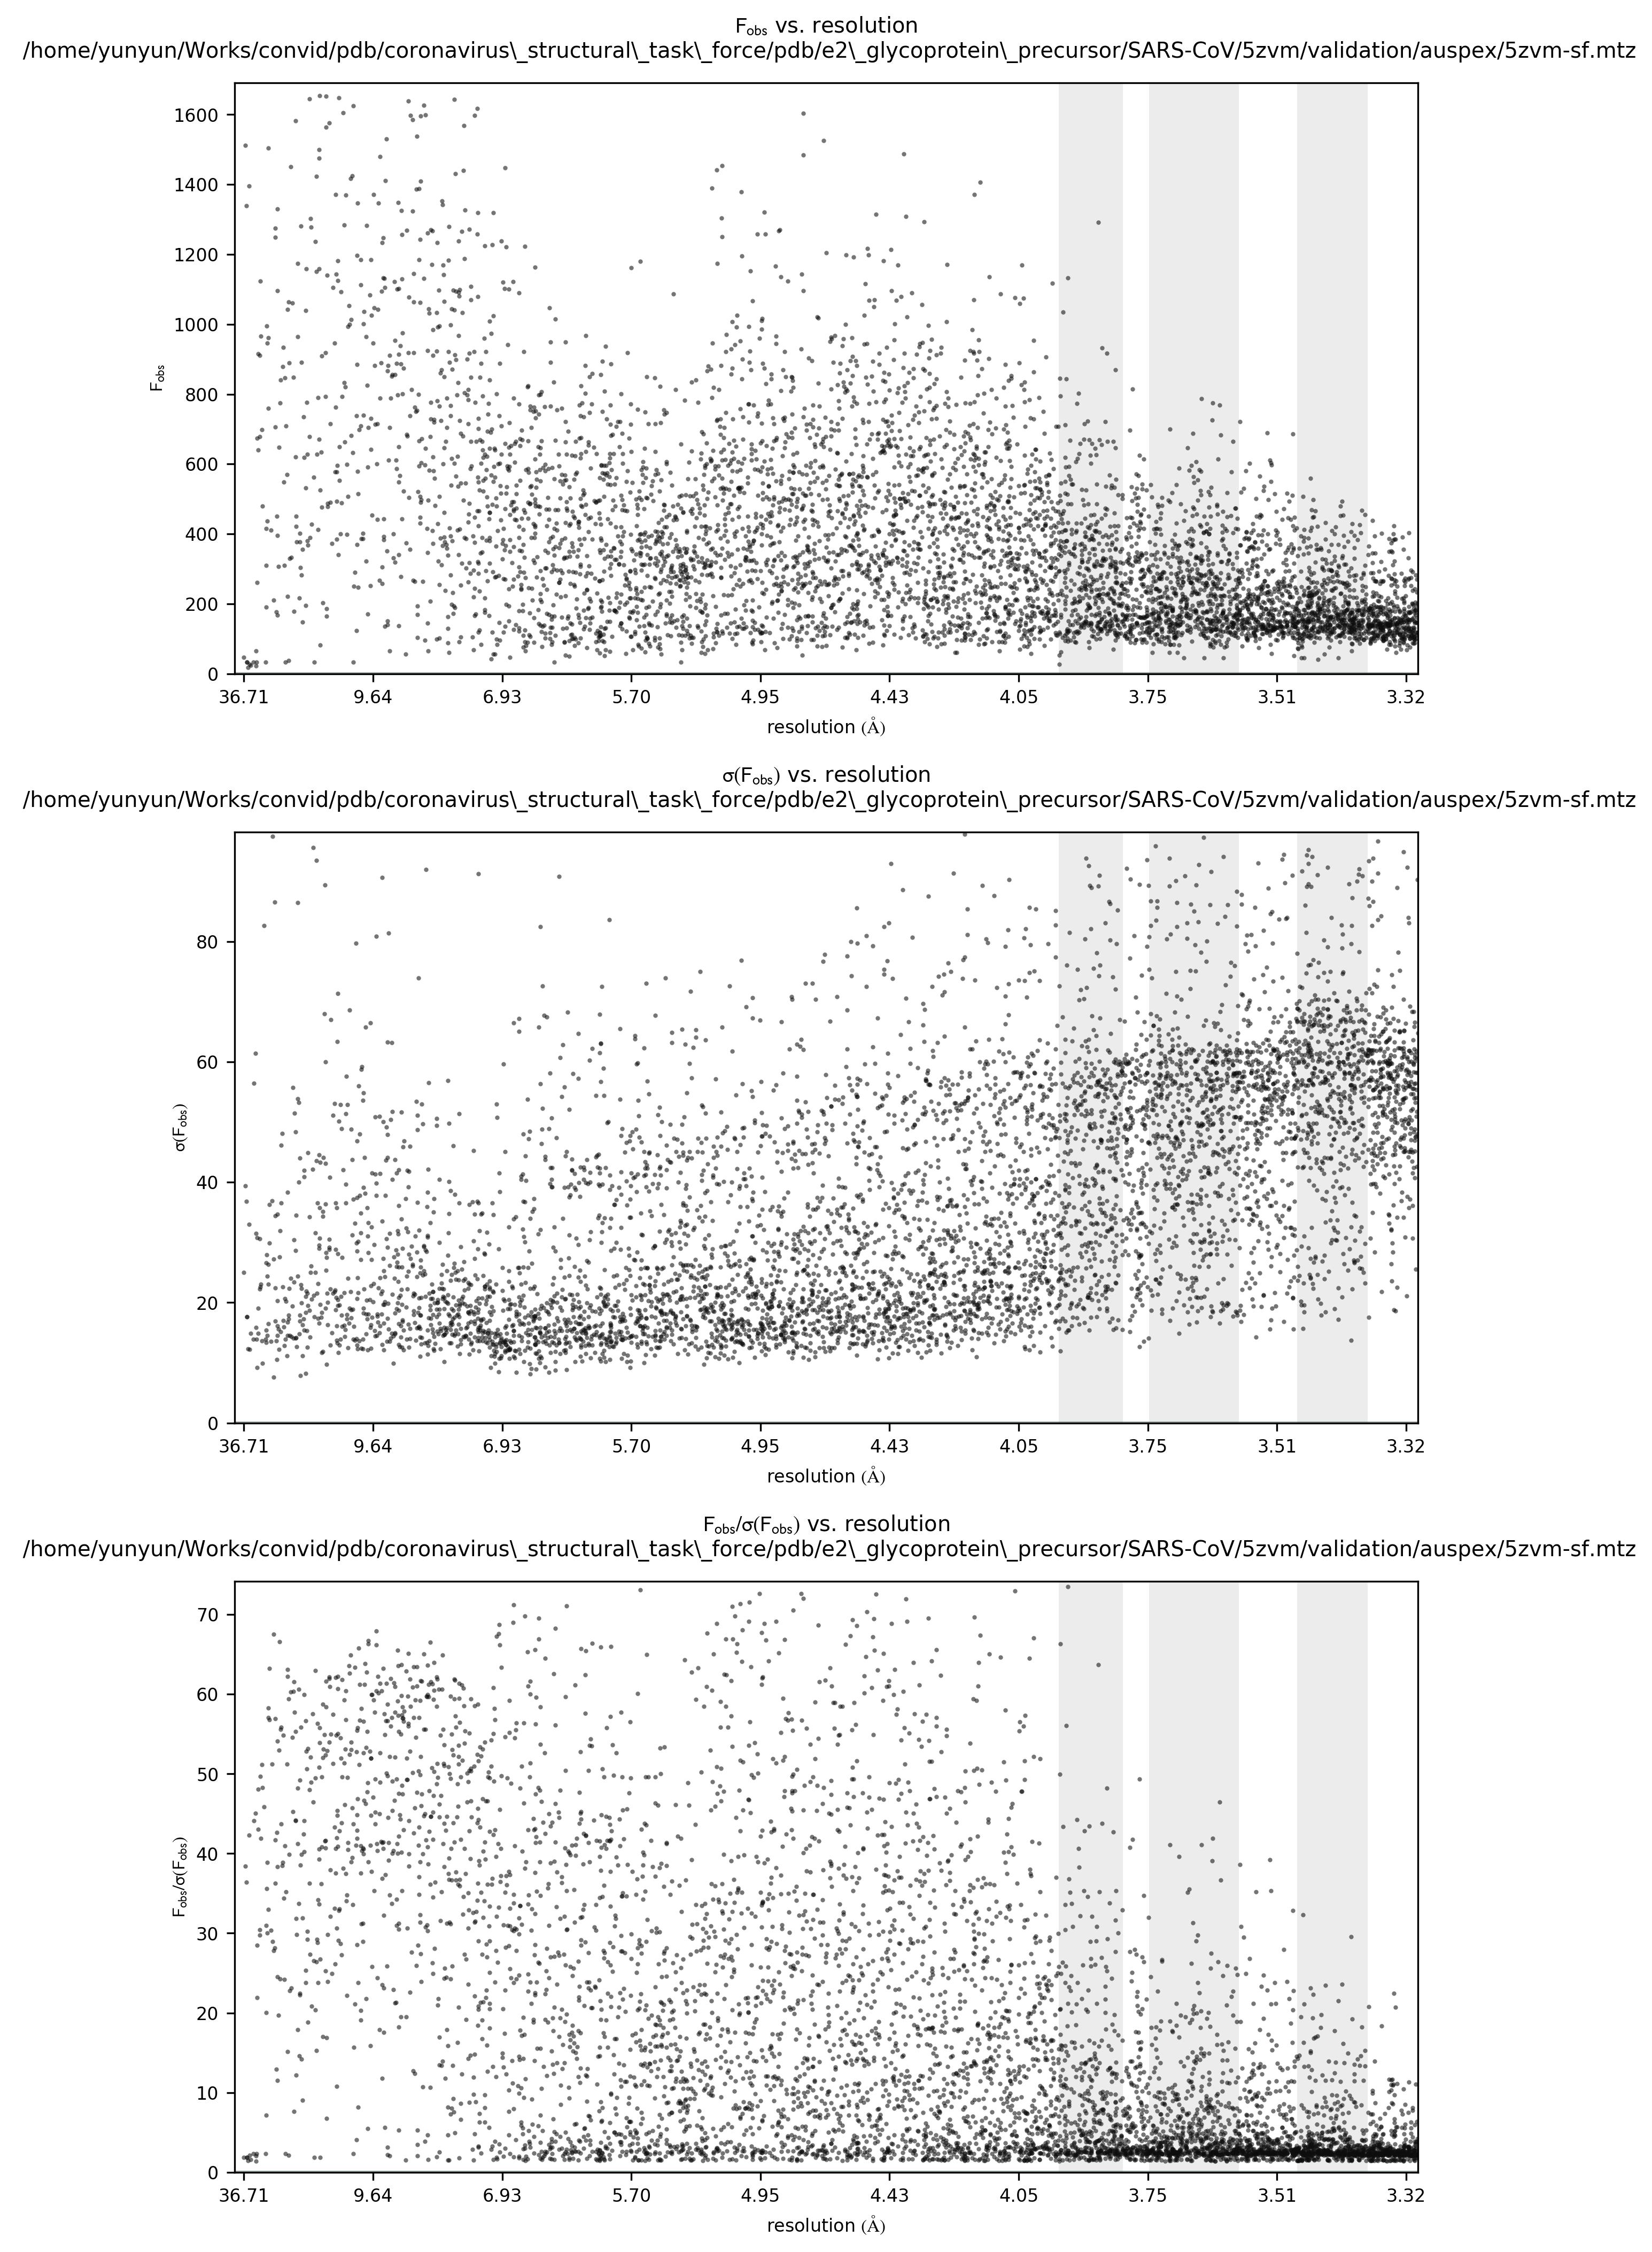 Fobs vs. resolution
/home/yunyun/Works/convid/pdb/coronavirus\_structural\_task\_force/pdb/e2\_glycoprotein\_precursor/SARS-CoV/5zvm/validation/auspex/5zvm-sf.mtz
1600
1400
1200
1000
800
600
400
200
0
Fobs
36.71 9.64 6.93 5.70 4.95 4.43 4.05 3.75 3.51 3.32
resolution (Å)
σ(Fobs) vs. resolution
/home/yunyun/Works/convid/pdb/coronavirus\_structural\_task\_force/pdb/e2\_glycoprotein\_precursor/SARS-CoV/5zvm/validation/auspex/5zvm-sf.mtz
80
60
40
20
0
σ(Fobs)
36.71 9.64 6.93 5.70 4.95 4.43 4.05 3.75 3.51 3.32
resolution (Å)
Fobs/σ(Fobs) vs. resolution
/home/yunyun/Works/convid/pdb/coronavirus\_structural\_task\_force/pdb/e2\_glycoprotein\_precursor/SARS-CoV/5zvm/validation/auspex/5zvm-sf.mtz
70
60
50
40
30
20
10
0
Fobs/σ(Fobs)
36.71 9.64 6.93 5.70 4.95 4.43 4.05 3.75 3.51 3.32
resolution (Å)